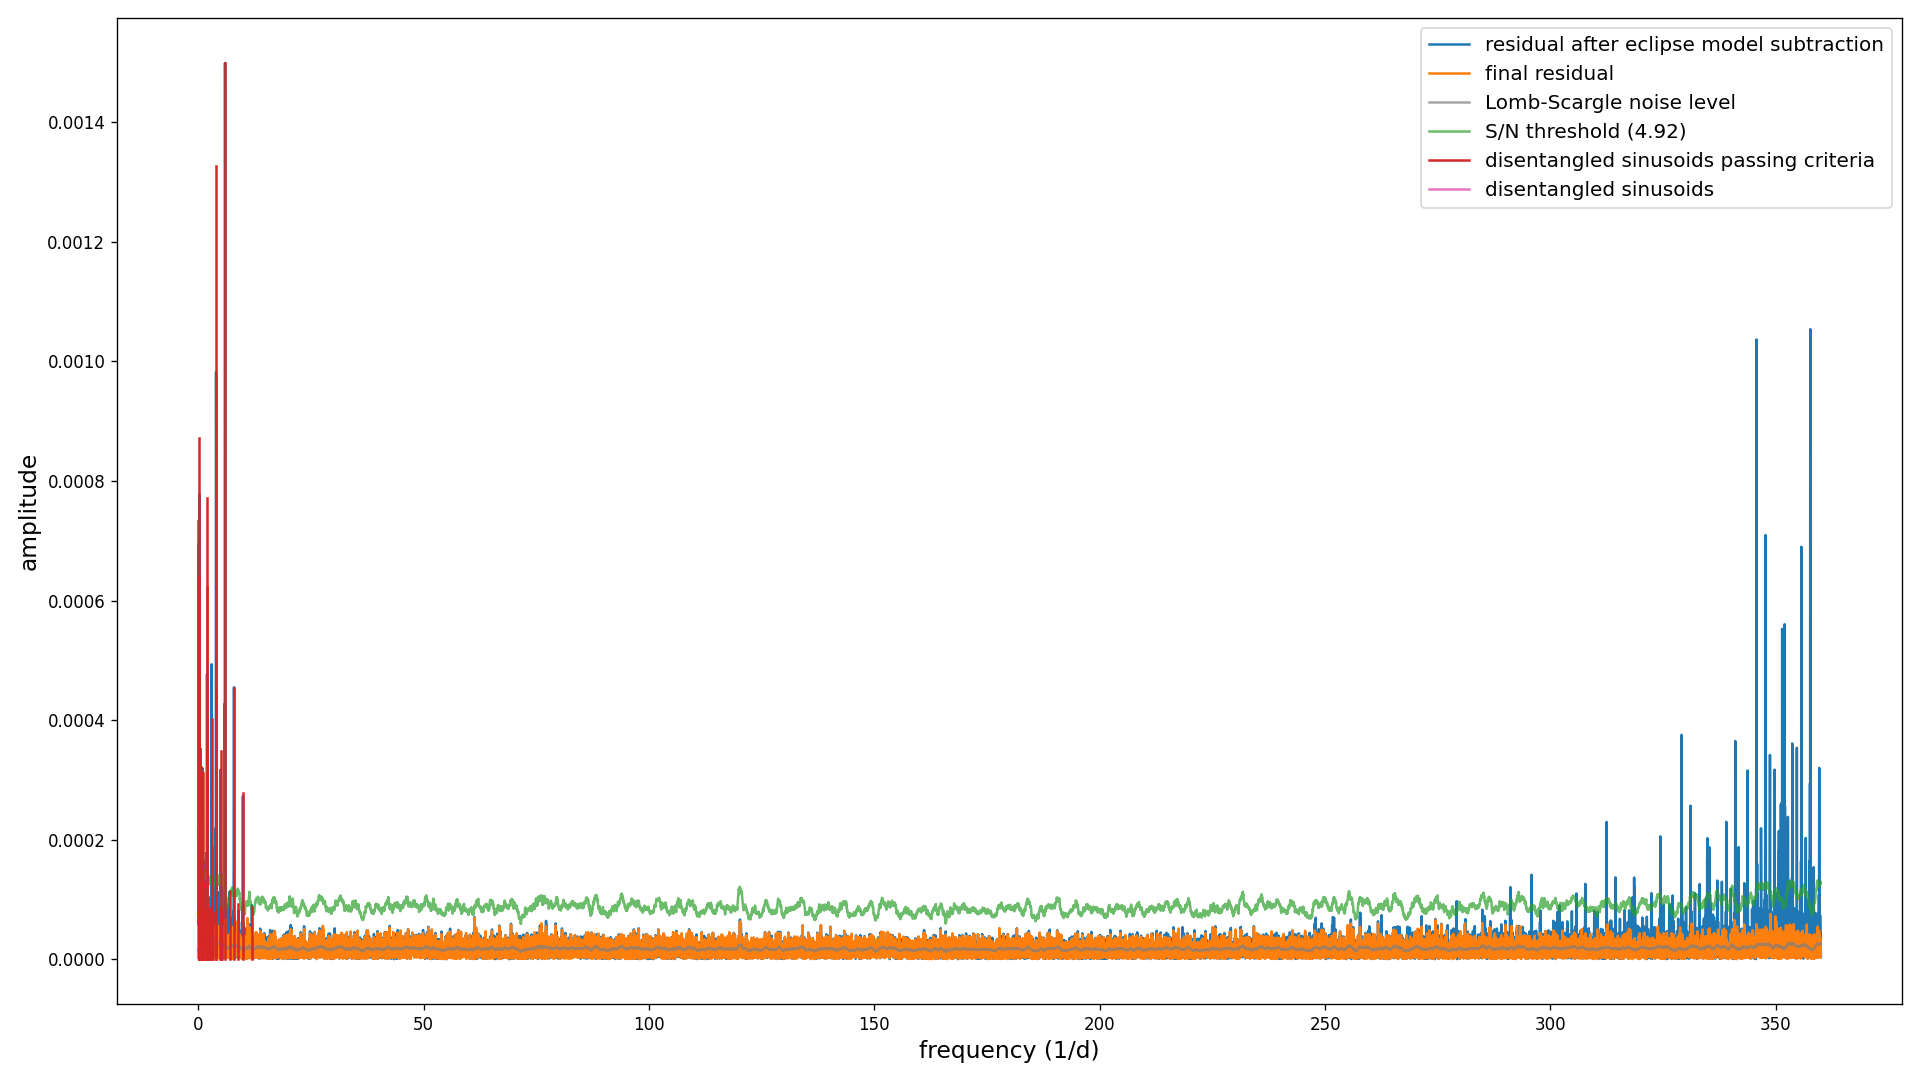 residual after eclipse model subtraction
final residual
Lomb-Scargle noise level
S/N threshold (4.92)
disentangled sinusoids passing criteria
disentangled sinusoids
0.0014
0.0012
0.0010
0.0008
0.0006
0.0004
0.0002
0.0000
amplitude
0 50 100 150 200 250 300 350
frequency (1/d)